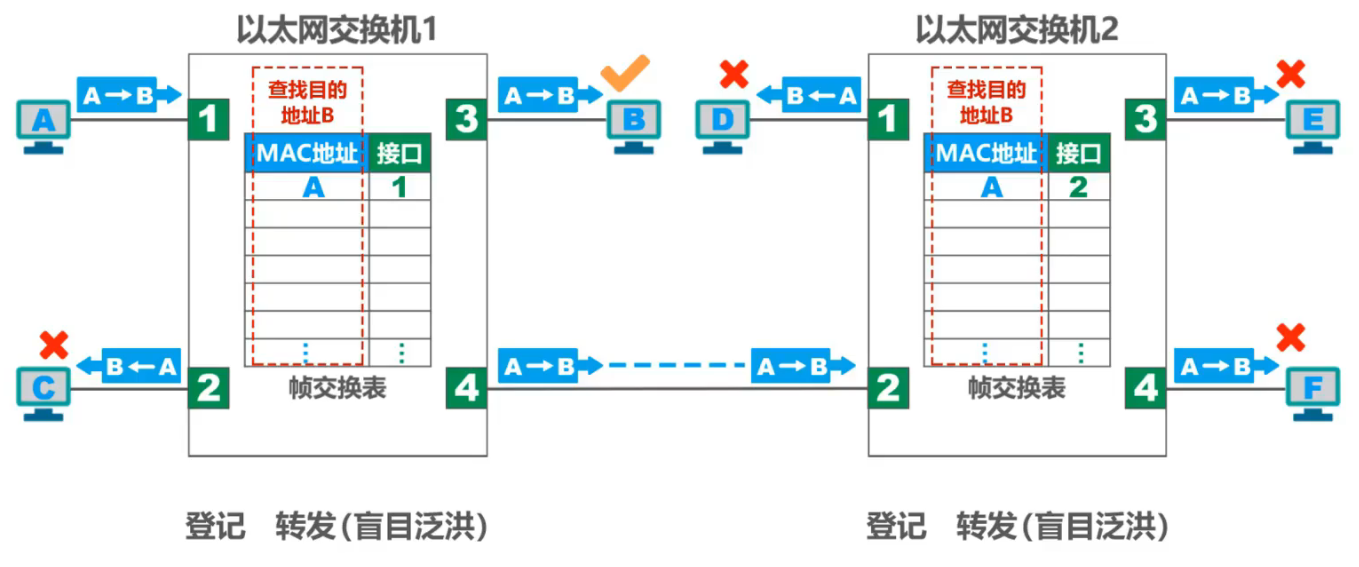 以太网交换机1
以太网交换机2
A→B
A
1
查找目的
地址B
MAC地址 接口
A 1
⋮ ⋮
帧交换表
3
A→B
B
B←A
C
2
4
A→B
A→B
B←A
D
1
查找目的
地址B
MAC地址 接口
A 2
⋮ ⋮
帧交换表
3
A→B
E
2
4
A→B
F
登记 转发(盲目泛洪)
登记 转发(盲目泛洪)